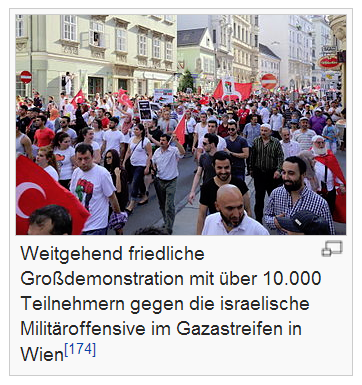 Weitgehend friedliche
Großdemonstration mit über 10.000
Teilnehmern gegen die israelische
Militäroffensive im Gazastreifen in
Wien[174]